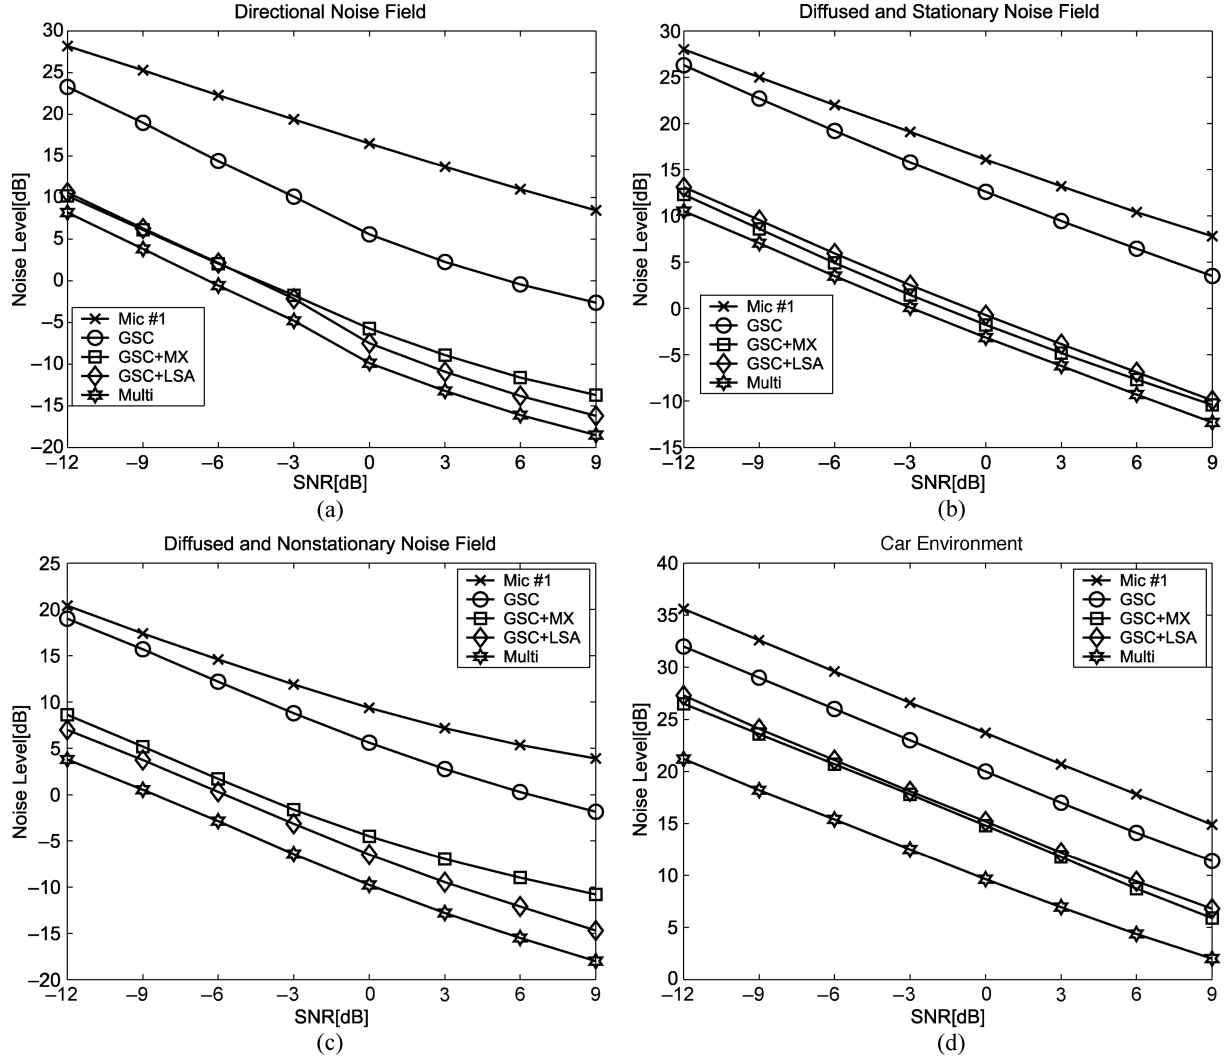 Directional Noise Field
30
25
20
15
10
5
0
−5
−10
−15
−20
Noise Level[dB]
Mic #1
GSC
GSC+MX
GSC+LSA
Multi
−12 −9 −6 −3 0 3 6 9
SNR[dB]
(a)
Diffused and Stationary Noise Field
30
25
20
15
10
5
0
−5
−10
−15
Noise Level[dB]
Mic #1
GSC
GSC+MX
GSC+LSA
Multi
−12 −9 −6 −3 0 3 6 9
SNR[dB]
(b)
Diffused and Nonstationary Noise Field
25
20
15
10
5
0
−5
−10
−15
−20
Noise Level[dB]
Mic #1
GSC
GSC+MX
GSC+LSA
Multi
−12 −9 −6 −3 0 3 6 9
SNR[dB]
(c)
Car Environment
40
35
30
25
20
15
10
5
0
Noise Level[dB]
Mic #1
GSC
GSC+MX
GSC+LSA
Multi
−12 −9 −6 −3 0 3 6 9
SNR[dB]
(d)